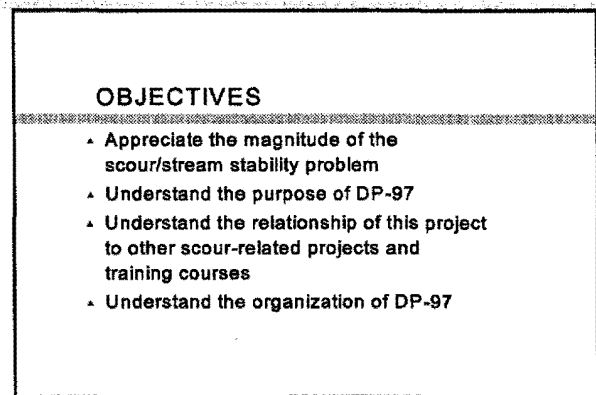 OBJECTIVES
▲ Appreciate the magnitude of the
scour/stream stability problem
▲ Understand the purpose of DP-97
▲ Understand the relationship of this project
to other scour-related projects and
training courses
▲ Understand the organization of DP-97